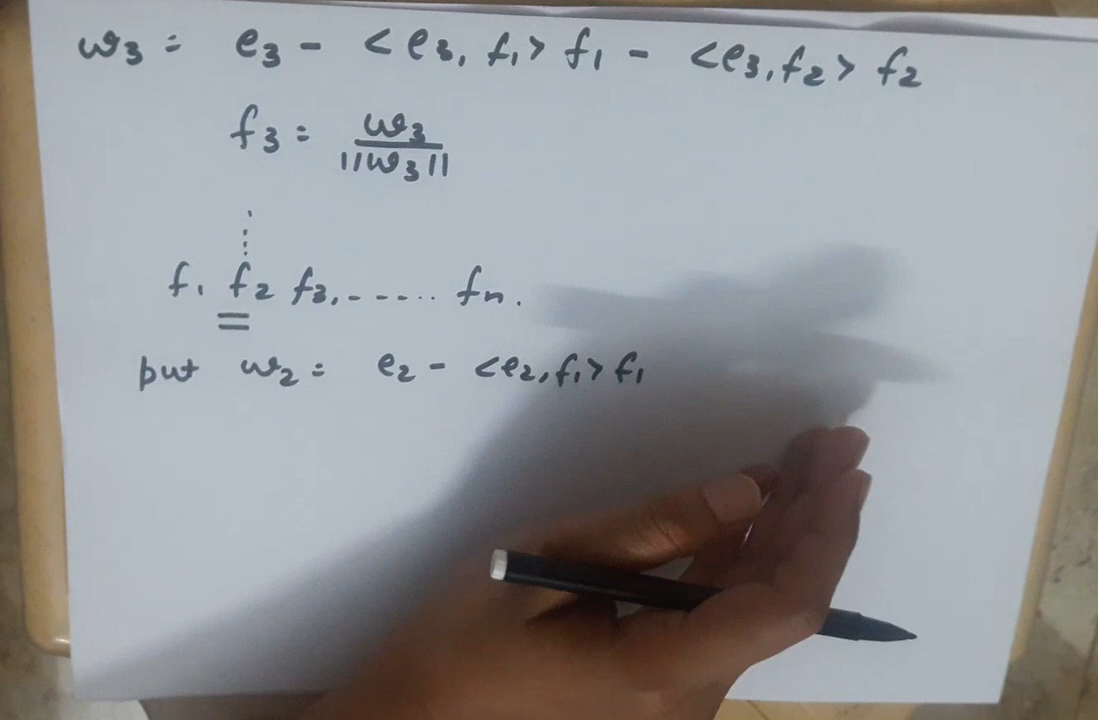 w3 = e3 - <e3, f1> f1 - <e3, f2> f2
f3 = w3 / ||w3||
⋮
f1 f2 f3, - - ..... fn.
put w2 = e2 - <e2, f1> f1